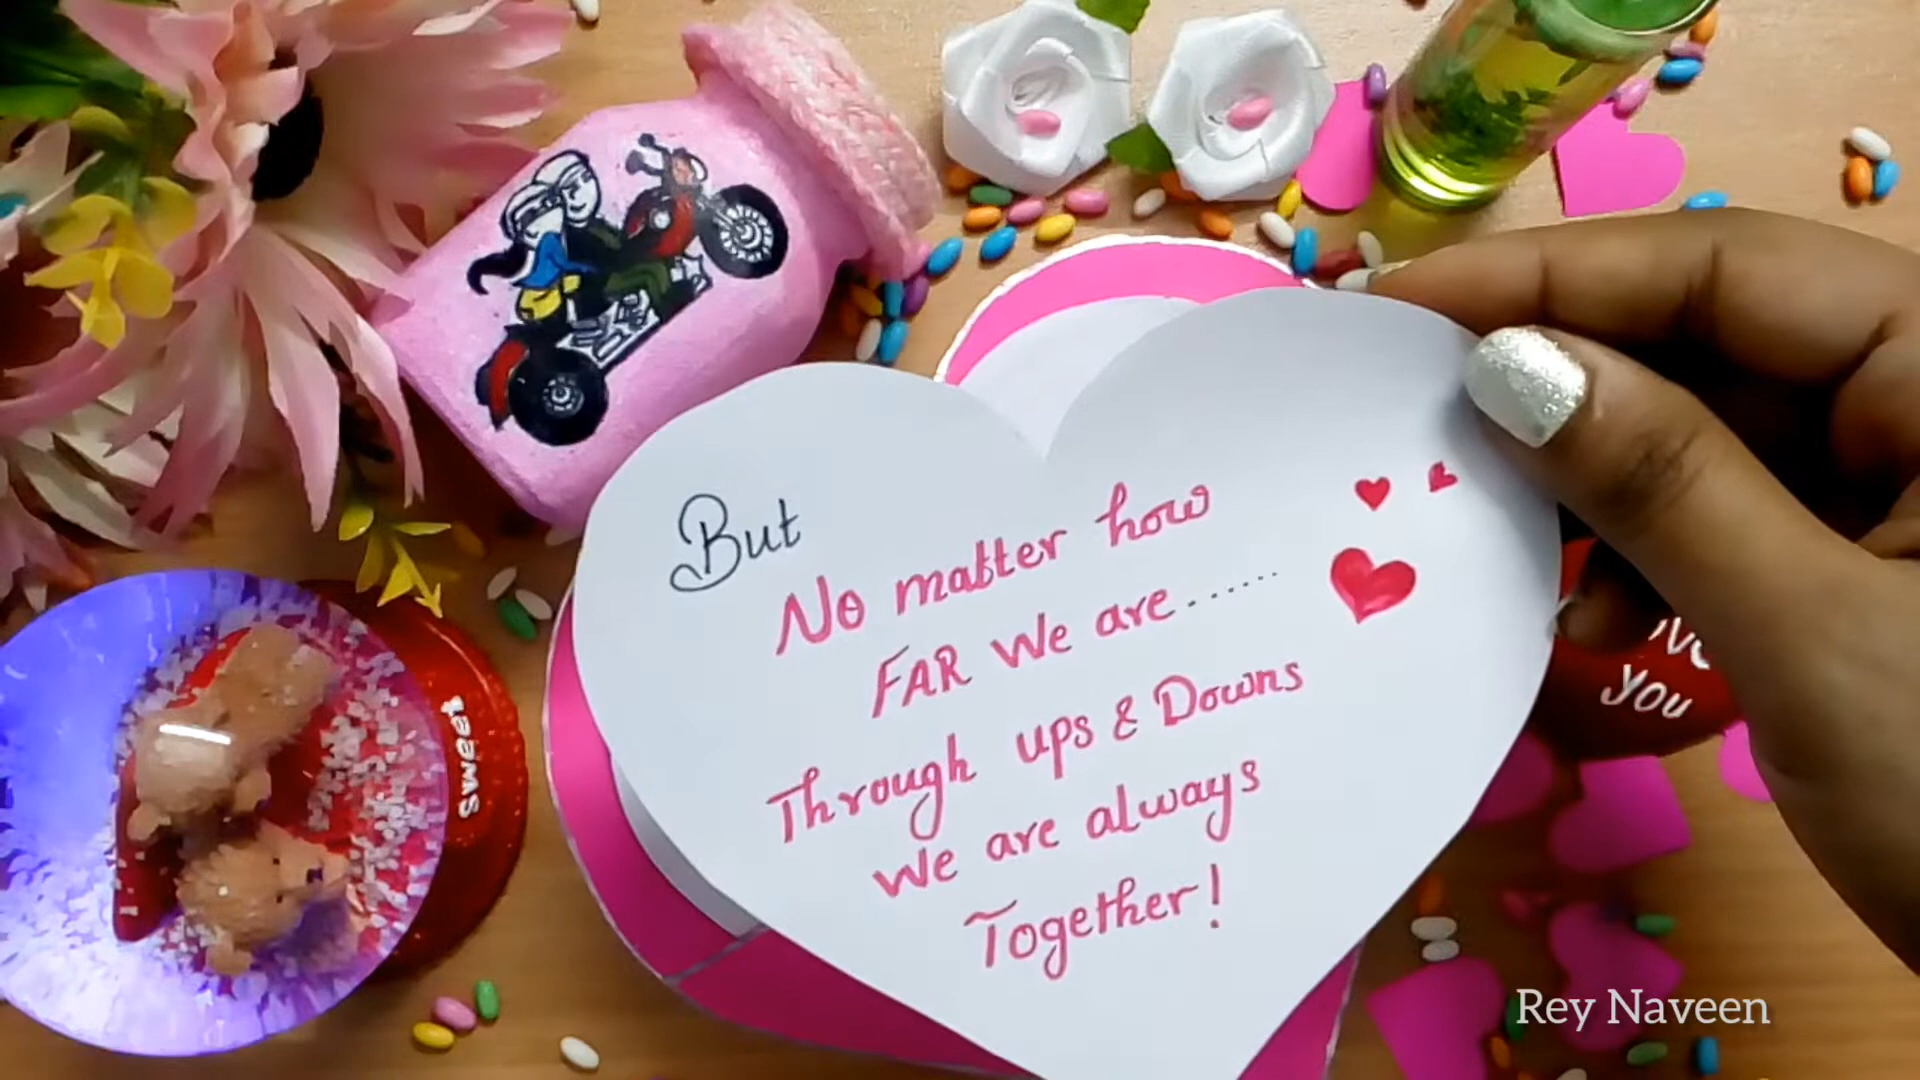 But
No matter how
FAR We are.......
Through ups & Downs
we are always
Together!
you
Sweet
Rey Naveen